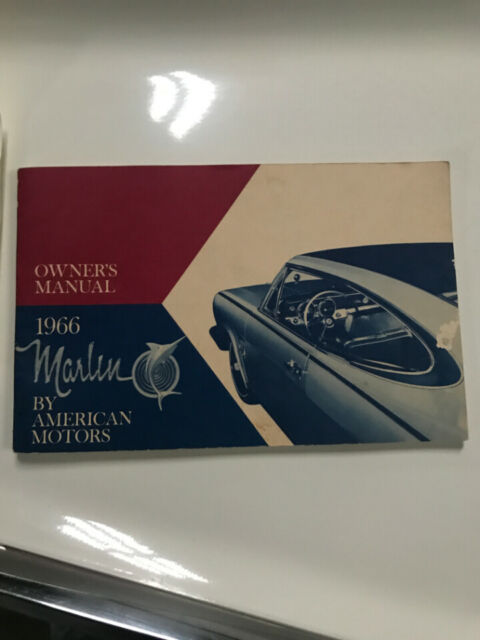 OWNER'S
MANUAL
1966
Marlin
BY
AMERICAN
MOTORS